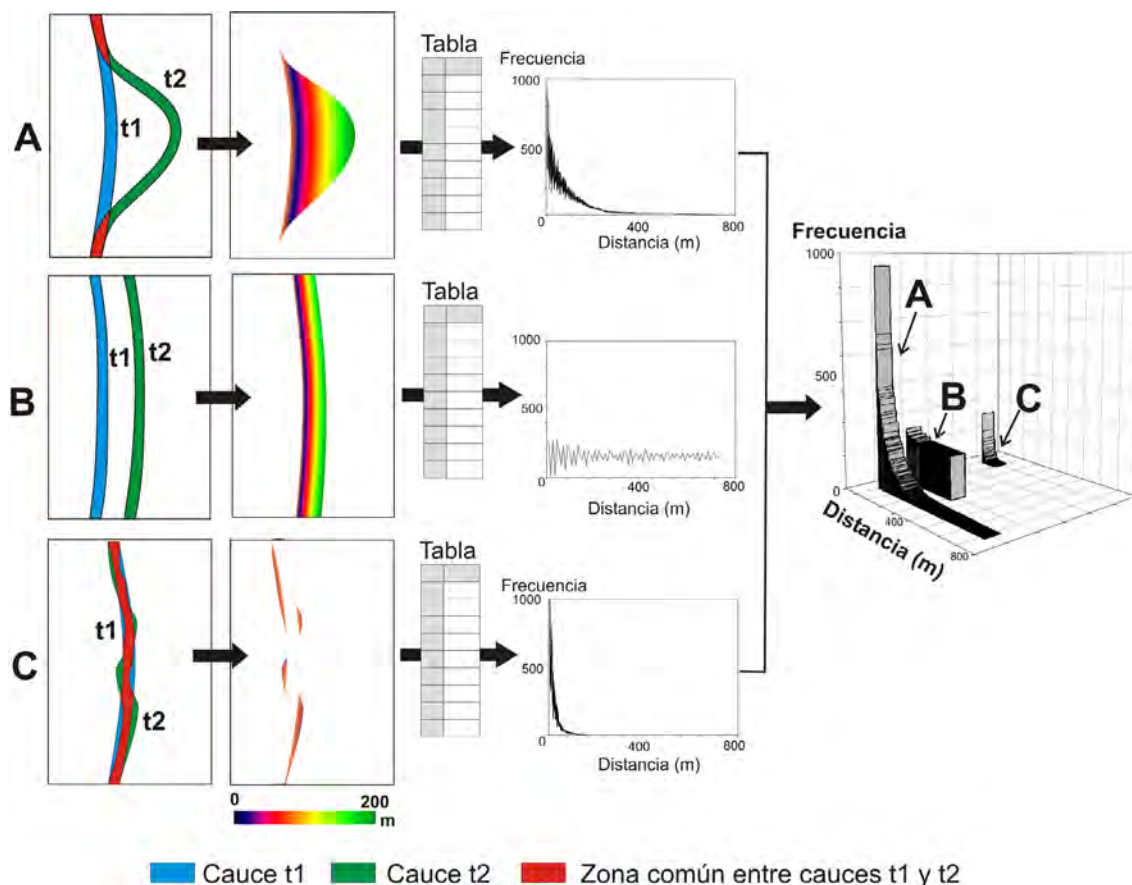 A
t1
t2
Tabla
Frecuencia
1000
500
0
400
800
Distancia (m)
B
t1
t2
Tabla
1000
500
0
400
800
Distancia (m)
C
t1
t2
0
200
m
Tabla
Frecuencia
1000
500
0
400
800
Distancia (m)
Frecuencia
1000
500
0
A
B
C
Distancia (m)
400
800
Cauce t1
Cauce t2
Zona común entre cauces t1 y t2